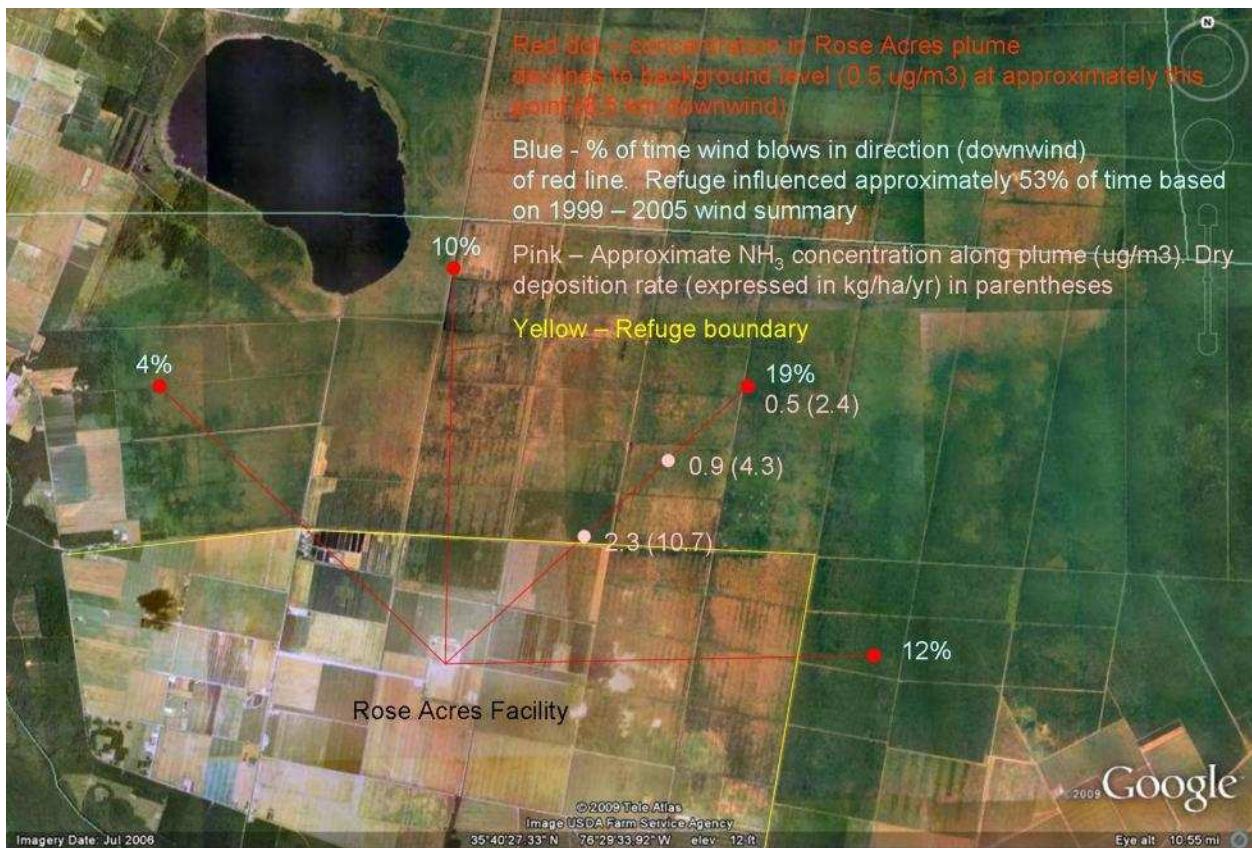 N
Red dot – concentration in Rose Acres plume
declines to background level (0.5 ug/m3) at approximately this
point km downwind)
Blue - % of time wind blows in direction (downwind)
of red line. Refuge influenced approximately 53% of time based
on 1999 – 2005 wind summary
10%
Pink – Approximate NH₃ concentration along plume (ug/m3). Dry
deposition rate (expressed in kg/ha/yr) in parentheses
Yellow – Refuge boundary
4%
19%
0.5 (2.4)
0.9 (4.3)
2.3 (10.7)
12%
Rose Acres Facility
©2009 Google
© 2009 Tele Atlas
Image USDA Farm Service Agency
Imagery Date: Jul 2006 35°40'27.33" N 76°29'33.92" W elev 12 ft Eye alt 10.55 mi